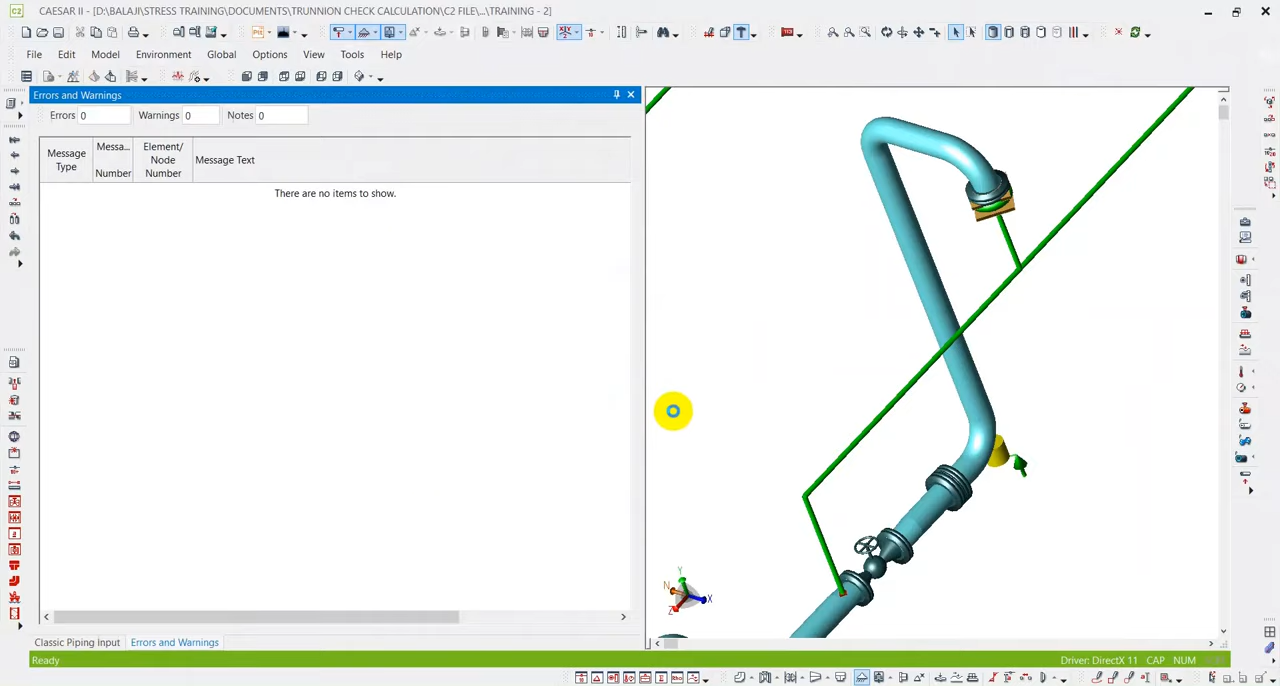 C2 CAESAR II - [D:\BALAJI\STRESS TRAINING\DOCUMENTS\TRUNNION CHECK CALCULATION\C2 FILE\...\TRAINING - 2]
File Edit Model Environment Global Options View Tools Help
Errors and Warnings
Errors 0 Warnings 0 Notes 0
Message Type
Messa... Number
Element/ Node Number
Message Text
There are no items to show.
Y
N
X
Z
Classic Piping Input Errors and Warnings
Ready Driver: DirectX 11 CAP NUM